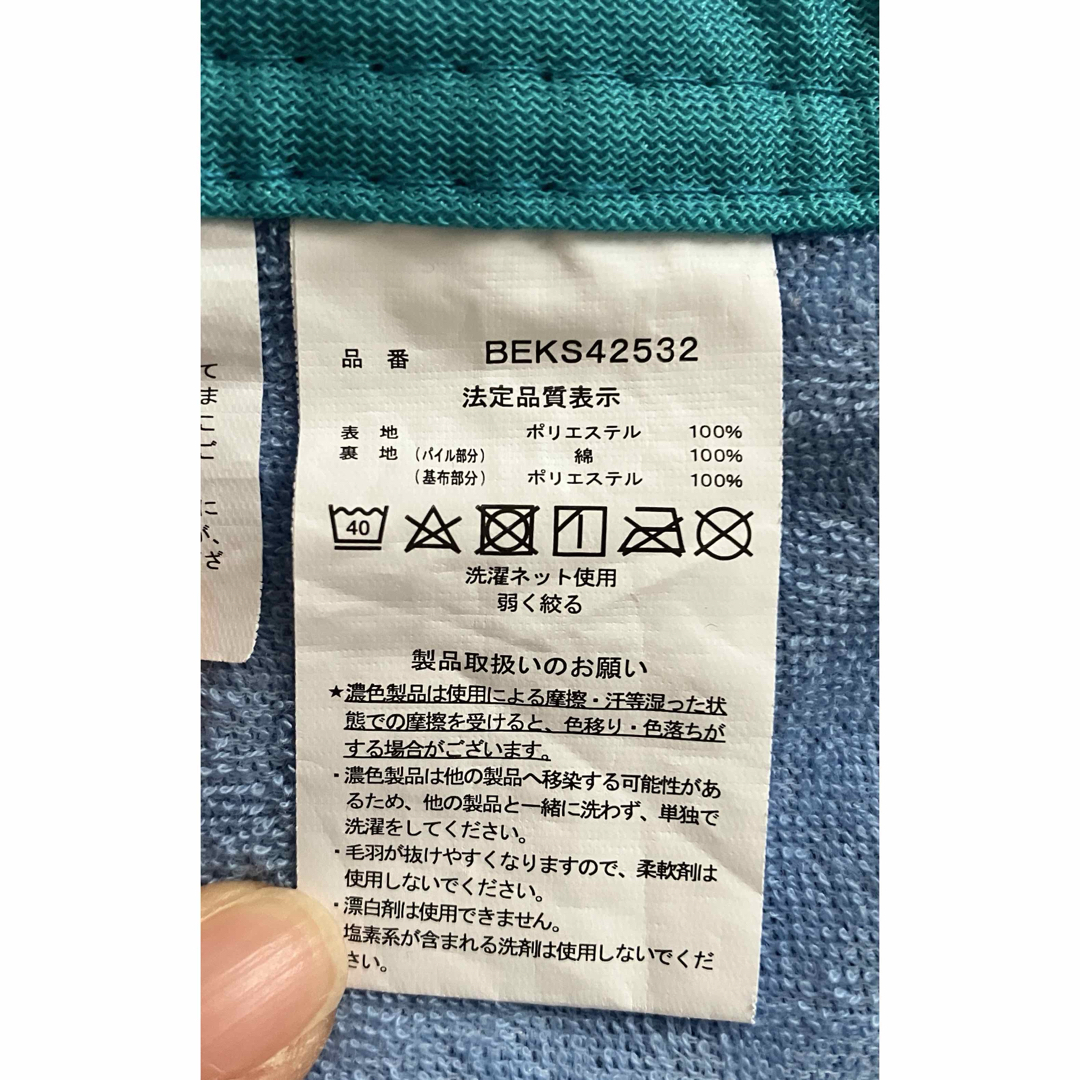 品 番 BEKS42532
法定品質表示
表 地 ポリエステル 100%
裏 地 (パイル部分) 綿 100%
(基布部分) ポリエステル 100%
40
洗濯ネット使用
弱く絞る
製品取扱いのお願い
★濃色製品は使用による摩擦・汗等湿った状
態での摩擦を受けると、色移り・色落ちが
する場合がございます。
・濃色製品は他の製品へ移染する可能性があ
るため、他の製品と一緒に洗わず、単独で
洗濯をしてください。
・毛羽が抜けやすくなりますので、柔軟剤は
使用しないでください。
・漂白剤は使用できません。
塩素系が含まれる洗剤は使用しないでくだ
さい。
て
ま
こ
ご
に
が、
ざ